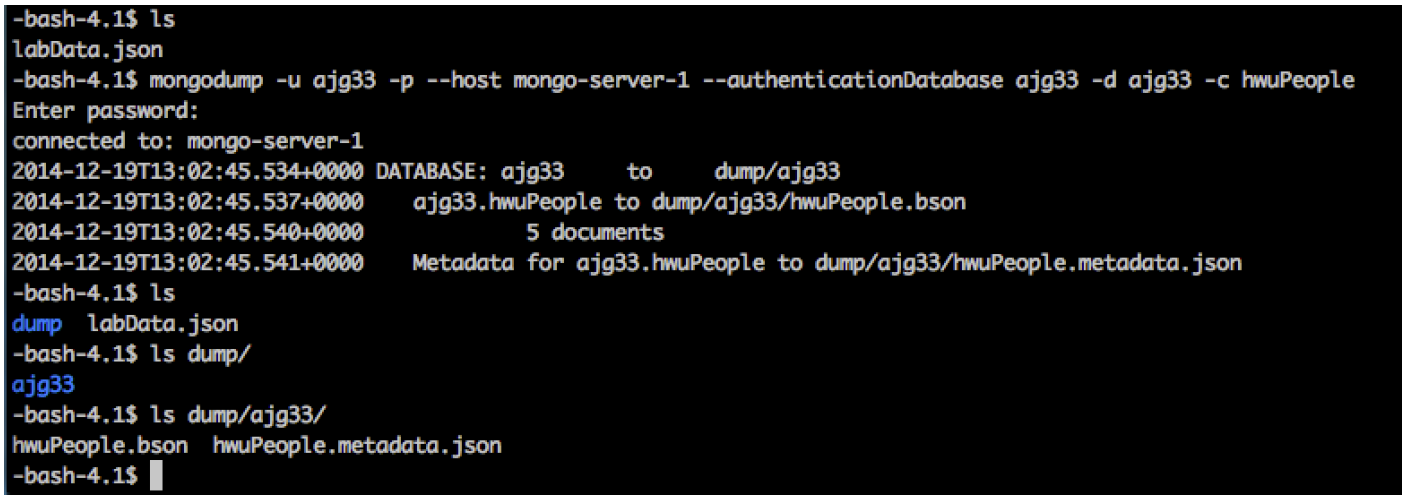 -bash-4.1$ ls
labData.json
-bash-4.1$ mongodump -u ajg33 -p --host mongo-server-1 --authenticationDatabase ajg33 -d ajg33 -c hwuPeople
Enter password:
connected to: mongo-server-1
2014-12-19T13:02:45.534+0000 DATABASE: ajg33     to     dump/ajg33
2014-12-19T13:02:45.537+0000    ajg33.hwuPeople to dump/ajg33/hwuPeople.bson
2014-12-19T13:02:45.540+0000             5 documents
2014-12-19T13:02:45.541+0000    Metadata for ajg33.hwuPeople to dump/ajg33/hwuPeople.metadata.json
-bash-4.1$ ls
dump  labData.json
-bash-4.1$ ls dump/
ajg33
-bash-4.1$ ls dump/ajg33/
hwuPeople.bson  hwuPeople.metadata.json
-bash-4.1$